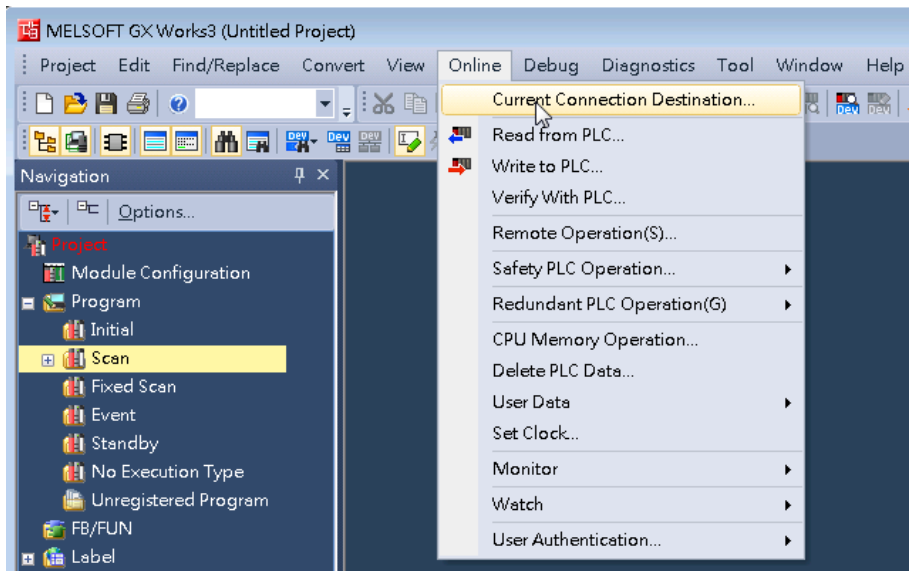 MELSOFT GX Works3 (Untitled Project)
Project Edit Find/Replace Convert View Online Debug Diagnostics Tool Window Help
Current Connection Destination...
Read from PLC...
Write to PLC...
Verify With PLC...
Remote Operation(S)...
Safety PLC Operation...
Redundant PLC Operation(G)
CPU Memory Operation...
Delete PLC Data...
User Data
Set Clock...
Monitor
Watch
User Authentication...
Navigation
Options...
Project
Module Configuration
Program
Initial
Scan
Fixed Scan
Event
Standby
No Execution Type
Unregistered Program
FB/FUN
Label